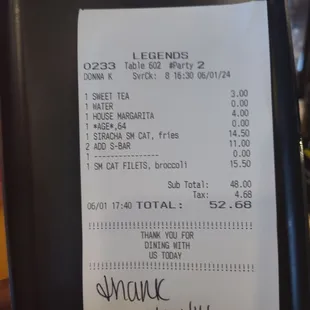 LEGENDS
0233 Table 602 #Party 2
DONNA K SvrCk: 8 16:30 06/01/24
1 SWEET TEA 3.00
1 WATER 0.00
1 HOUSE MARGARITA 4.00
1 *AGE*,64 0.00
1 SIRACHA SM CAT, fries 14.50
2 ADD S-BAR 11.00
1 ---------------- 0.00
1 SM CAT FILETS, broccoli 15.50
Sub Total: 48.00
Tax: 4.68
06/01 17:40 TOTAL: 52.68
THANK YOU FOR
DINING WITH
US TODAY
Thank